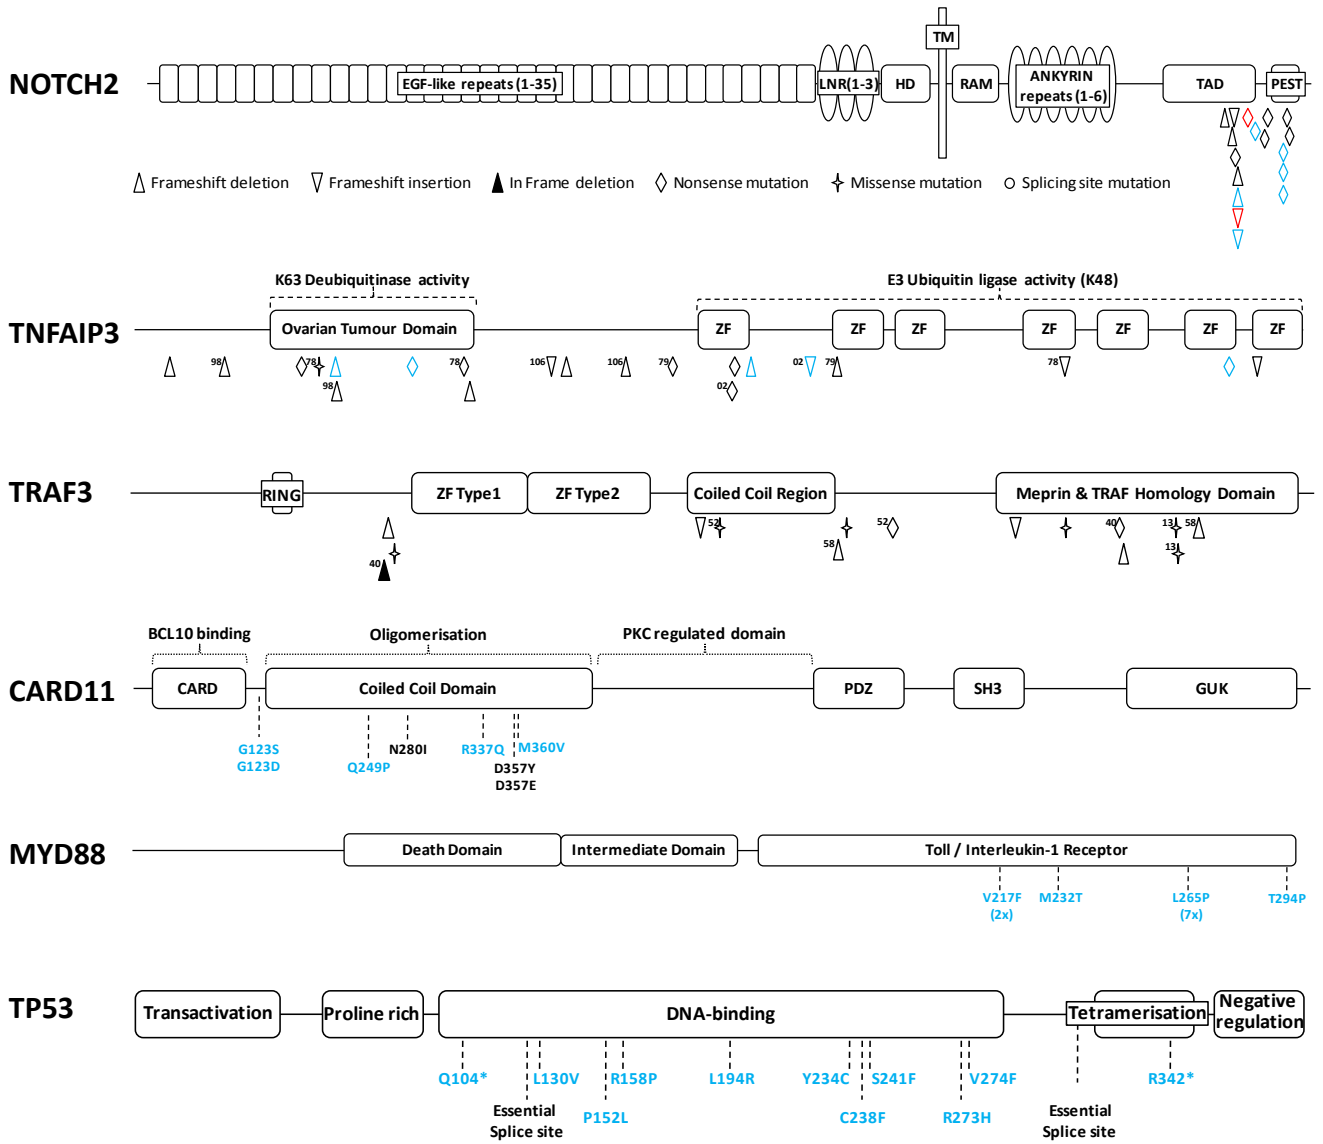 NOTCH2
EGF-like repeats (1-35)
LNR(1-3)
HD
TM
RAM
ANKYRIN
repeats (1-6)
TAD
PEST
Frameshift deletion
Frameshift insertion
In Frame deletion
Nonsense mutation
Missense mutation
Splicing site mutation
K63 Deubiquitinase activity
E3 Ubiquitin ligase activity (K48)
TNFAIP3
Ovarian Tumour Domain
ZF
ZF
ZF
ZF
ZF
ZF
ZF
98
78
78
106
106
79
02
79
78
98
02
TRAF3
RING
ZF Type1
ZF Type2
Coiled Coil Region
Meprin & TRAF Homology Domain
52
52
40
13
58
40
58
13
BCL10 binding
Oligomerisation
PKC regulated domain
CARD11
CARD
Coiled Coil Domain
PDZ
SH3
GUK
G123S
G123D
Q249P
N280I
R337Q
M360V
D357Y
D357E
MYD88
Death Domain
Intermediate Domain
Toll / Interleukin-1 Receptor
V217F
(2x)
M232T
L265P
(7x)
T294P
TP53
Transactivation
Proline rich
DNA-binding
Tetramerisation
Negative
regulation
Q104*
L130V
R158P
L194R
Y234C
S241F
V274F
R342*
Essential
Splice site
P152L
C238F
R273H
Essential
Splice site